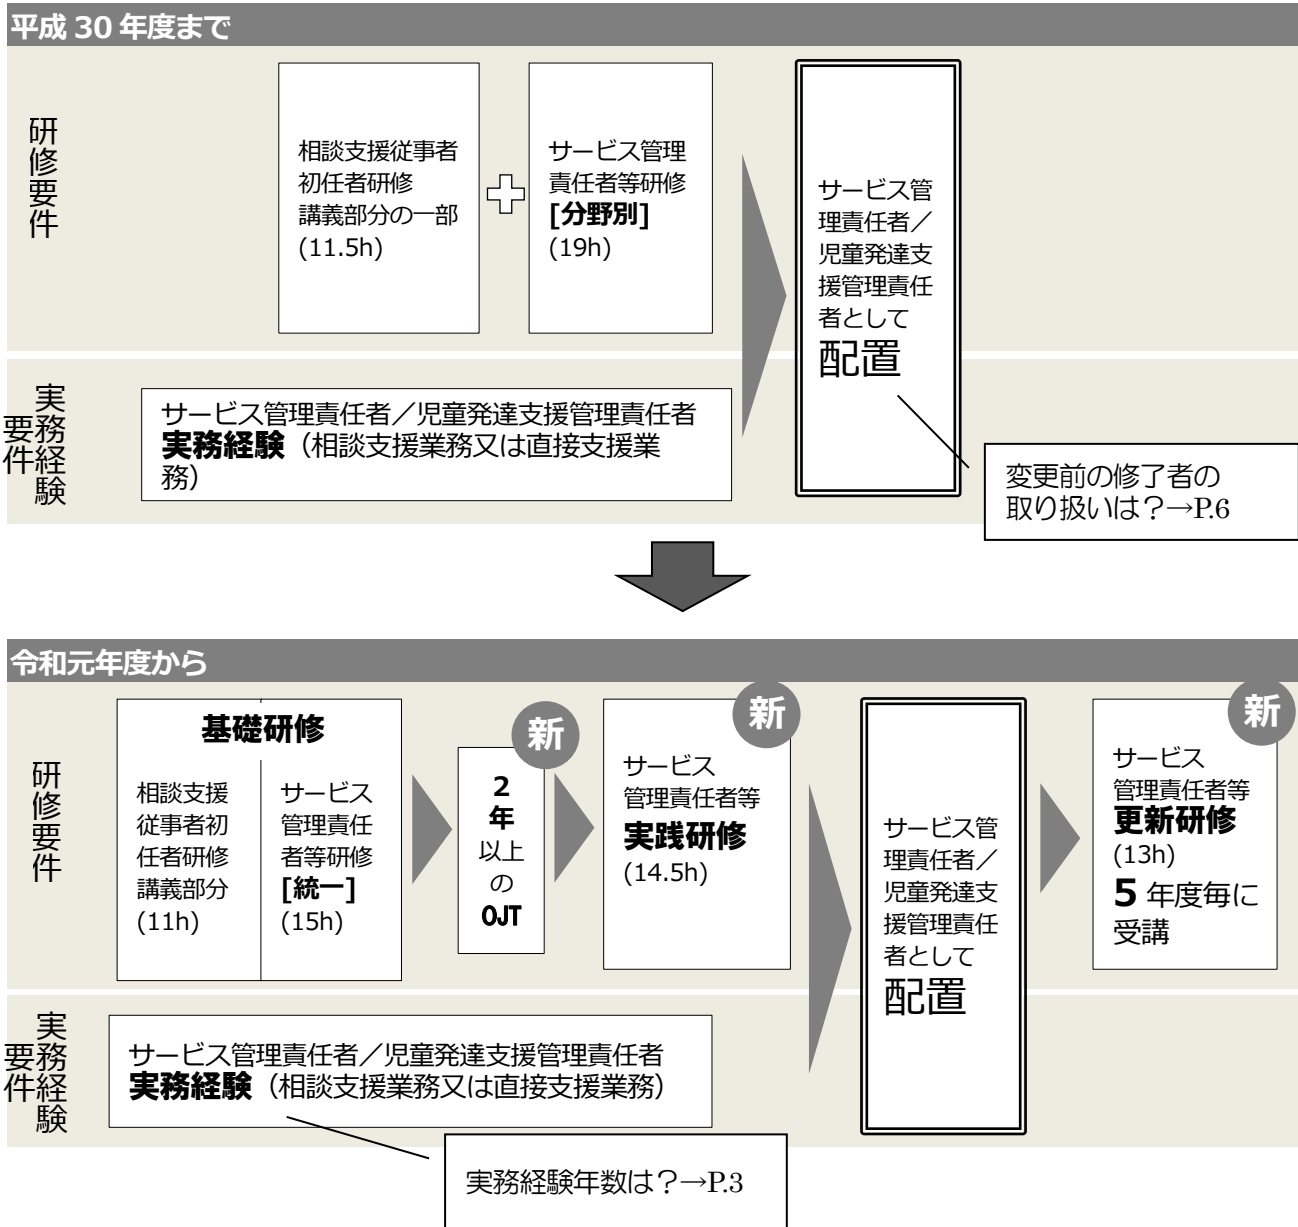 平成 30 年度まで
研修要件
相談支援従事者
初任者研修
講義部分の一部
(11.5h)
サービス管理
責任者等研修
[分野別]
(19h)
サービス管
理責任者／
児童発達支
援管理責任
者として
配置
実務経験
要件
サービス管理責任者／児童発達支援管理責任者
実務経験（相談支援業務又は直接支援業
務）
変更前の修了者の
取り扱いは？→P.6
令和元年度から
研修要件
基礎研修
相談支援
従事者初
任者研修
講義部分
(11h)
サービス
管理責任
者等研修
[統一]
(15h)
新
2
年
以上
の
OJT
新
サービス
管理責任者等
実践研修
(14.5h)
サービス管
理責任者／
児童発達支
援管理責任
者として
配置
新
サービス
管理責任者等
更新研修
(13h)
5 年度毎に
受講
実務経験
要件
サービス管理責任者／児童発達支援管理責任者
実務経験（相談支援業務又は直接支援業務）
実務経験年数は？→P.3